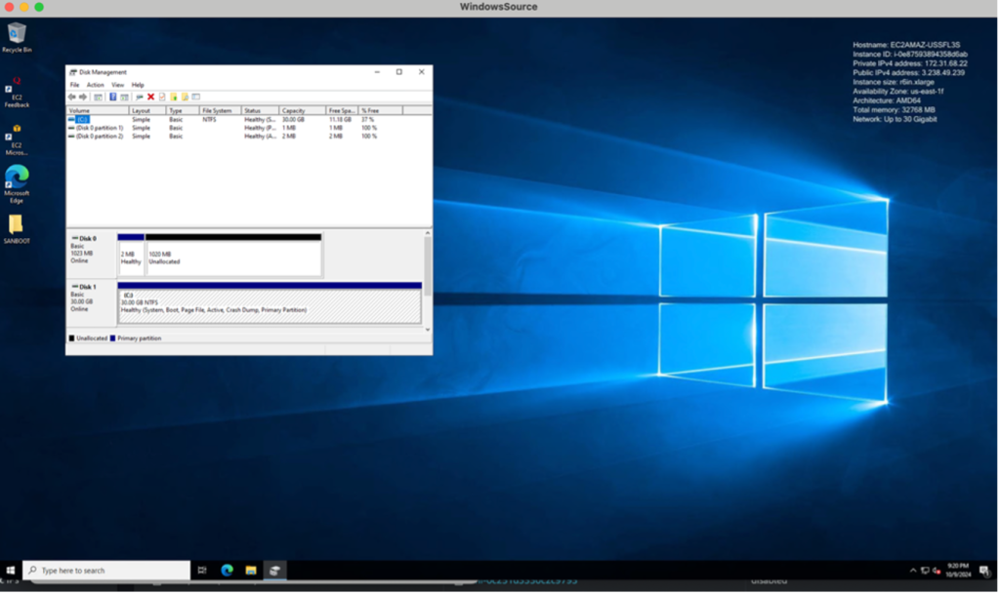 WindowsSource
Recycle Bin
EC2
Feedback
EC2
Micros...
Microsoft
Edge
SANBOOT
Hostname: EC2AMAZ-USSFL3S
Instance ID: i-0e87593894358d6ab
Private IPv4 address: 172.31.68.22
Public IPv4 address: 3.238.49.239
Instance size: r6in.xlarge
Availability Zone: us-east-1f
Architecture: AMD64
Total memory: 32768 MB
Network: Up to 30 Gigabit
Disk Management
File Action View Help
Volume Layout Type File System Status Capacity Free Spa... % Free
(C:) Simple Basic NTFS Healthy (S... 30.00 GB 11.18 GB 37 %
(Disk 0 partition 1) Simple Basic Healthy (P... 1 MB 1 MB 100 %
(Disk 0 partition 2) Simple Basic Healthy (A... 2 MB 2 MB 100 %
Disk 0
Basic
1023 MB
Online
2 MB
Healthy
1020 MB
Unallocated
Disk 1
Basic
30.00 GB
Online
(C:)
30.00 GB NTFS
Healthy (System, Boot, Page File, Active, Crash Dump, Primary Partition)
Unallocated Primary partition
Type here to search
9:20 PM
10/9/2024
disabled